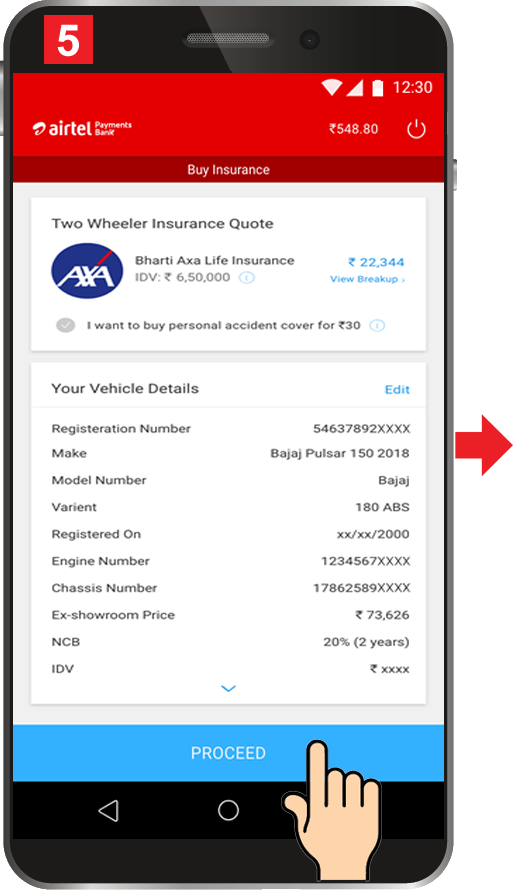 5
12:30
airtel Payments Bank
₹548.80
Buy Insurance
Two Wheeler Insurance Quote
AXA
Bharti Axa Life Insurance
₹ 22,344
IDV: ₹ 6,50,000 i
View Breakup ›
I want to buy personal accident cover for ₹30 i
Your Vehicle Details Edit
Registeration Number 54637892XXXX
Make Bajaj Pulsar 150 2018
Model Number Bajaj
Varient 180 ABS
Registered On xx/xx/2000
Engine Number 1234567XXXX
Chassis Number 17862589XXXX
Ex-showroom Price ₹ 73,626
NCB 20% (2 years)
IDV ₹ xxxx
PROCEED